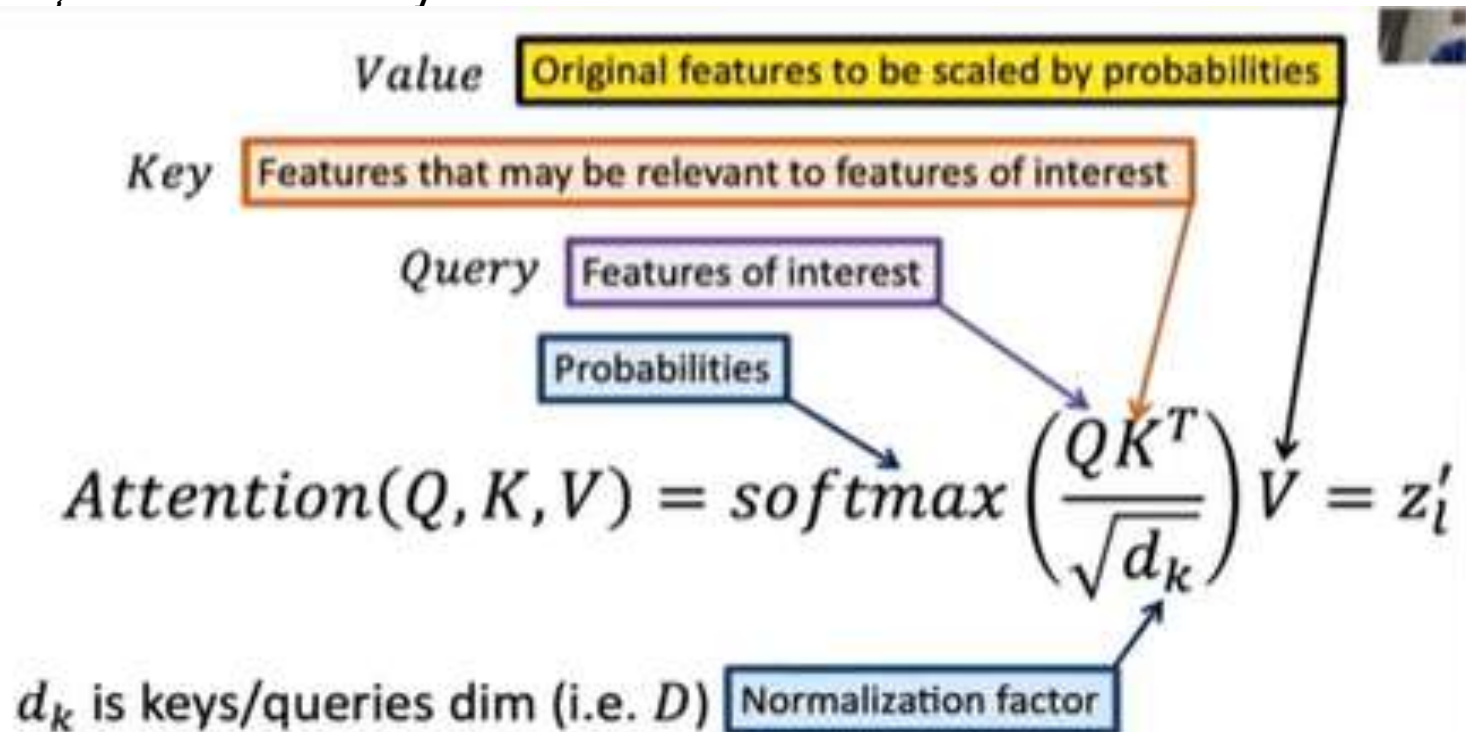 Value Original features to be scaled by probabilities
Key Features that may be relevant to features of interest
Query Features of interest
Probabilities
Attention(Q, K, V) = softmax (QK^T / √d_k) V = z'_l
d_k is keys/queries dim (i.e. D) Normalization factor